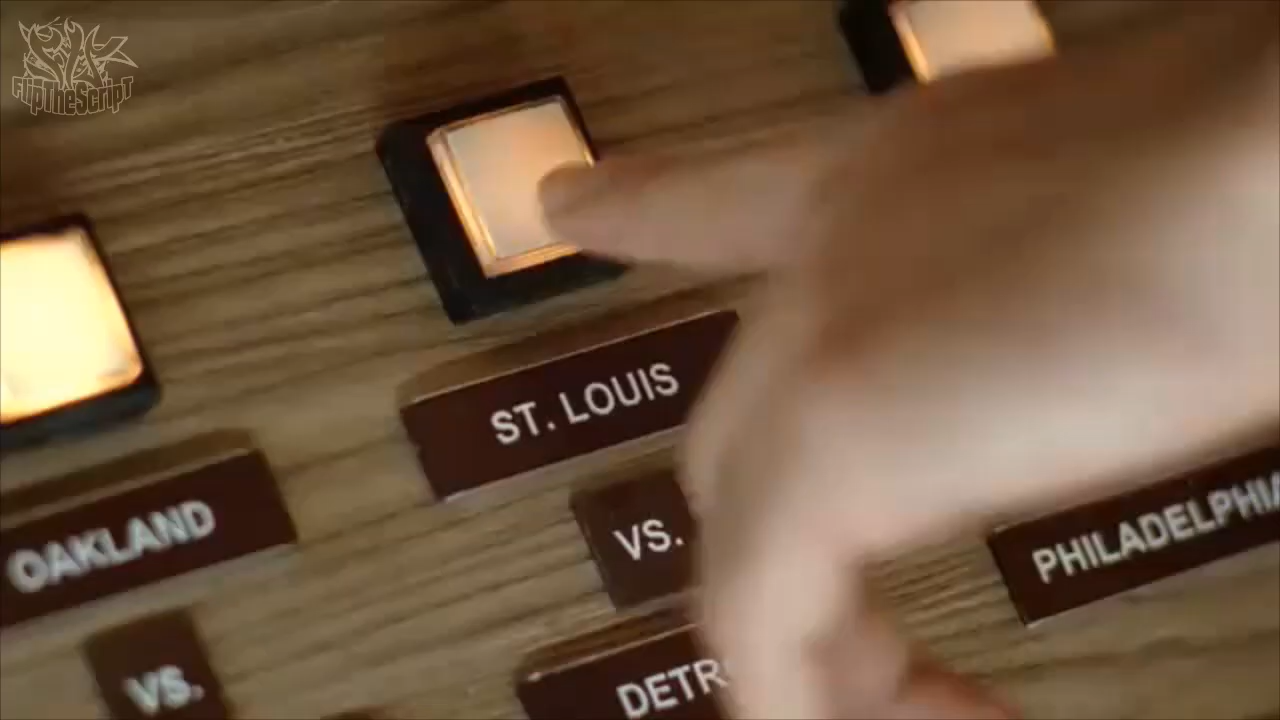 FlipTheScript
ST. LOUIS
VS.
OAKLAND
VS.
PHILADELPHIA